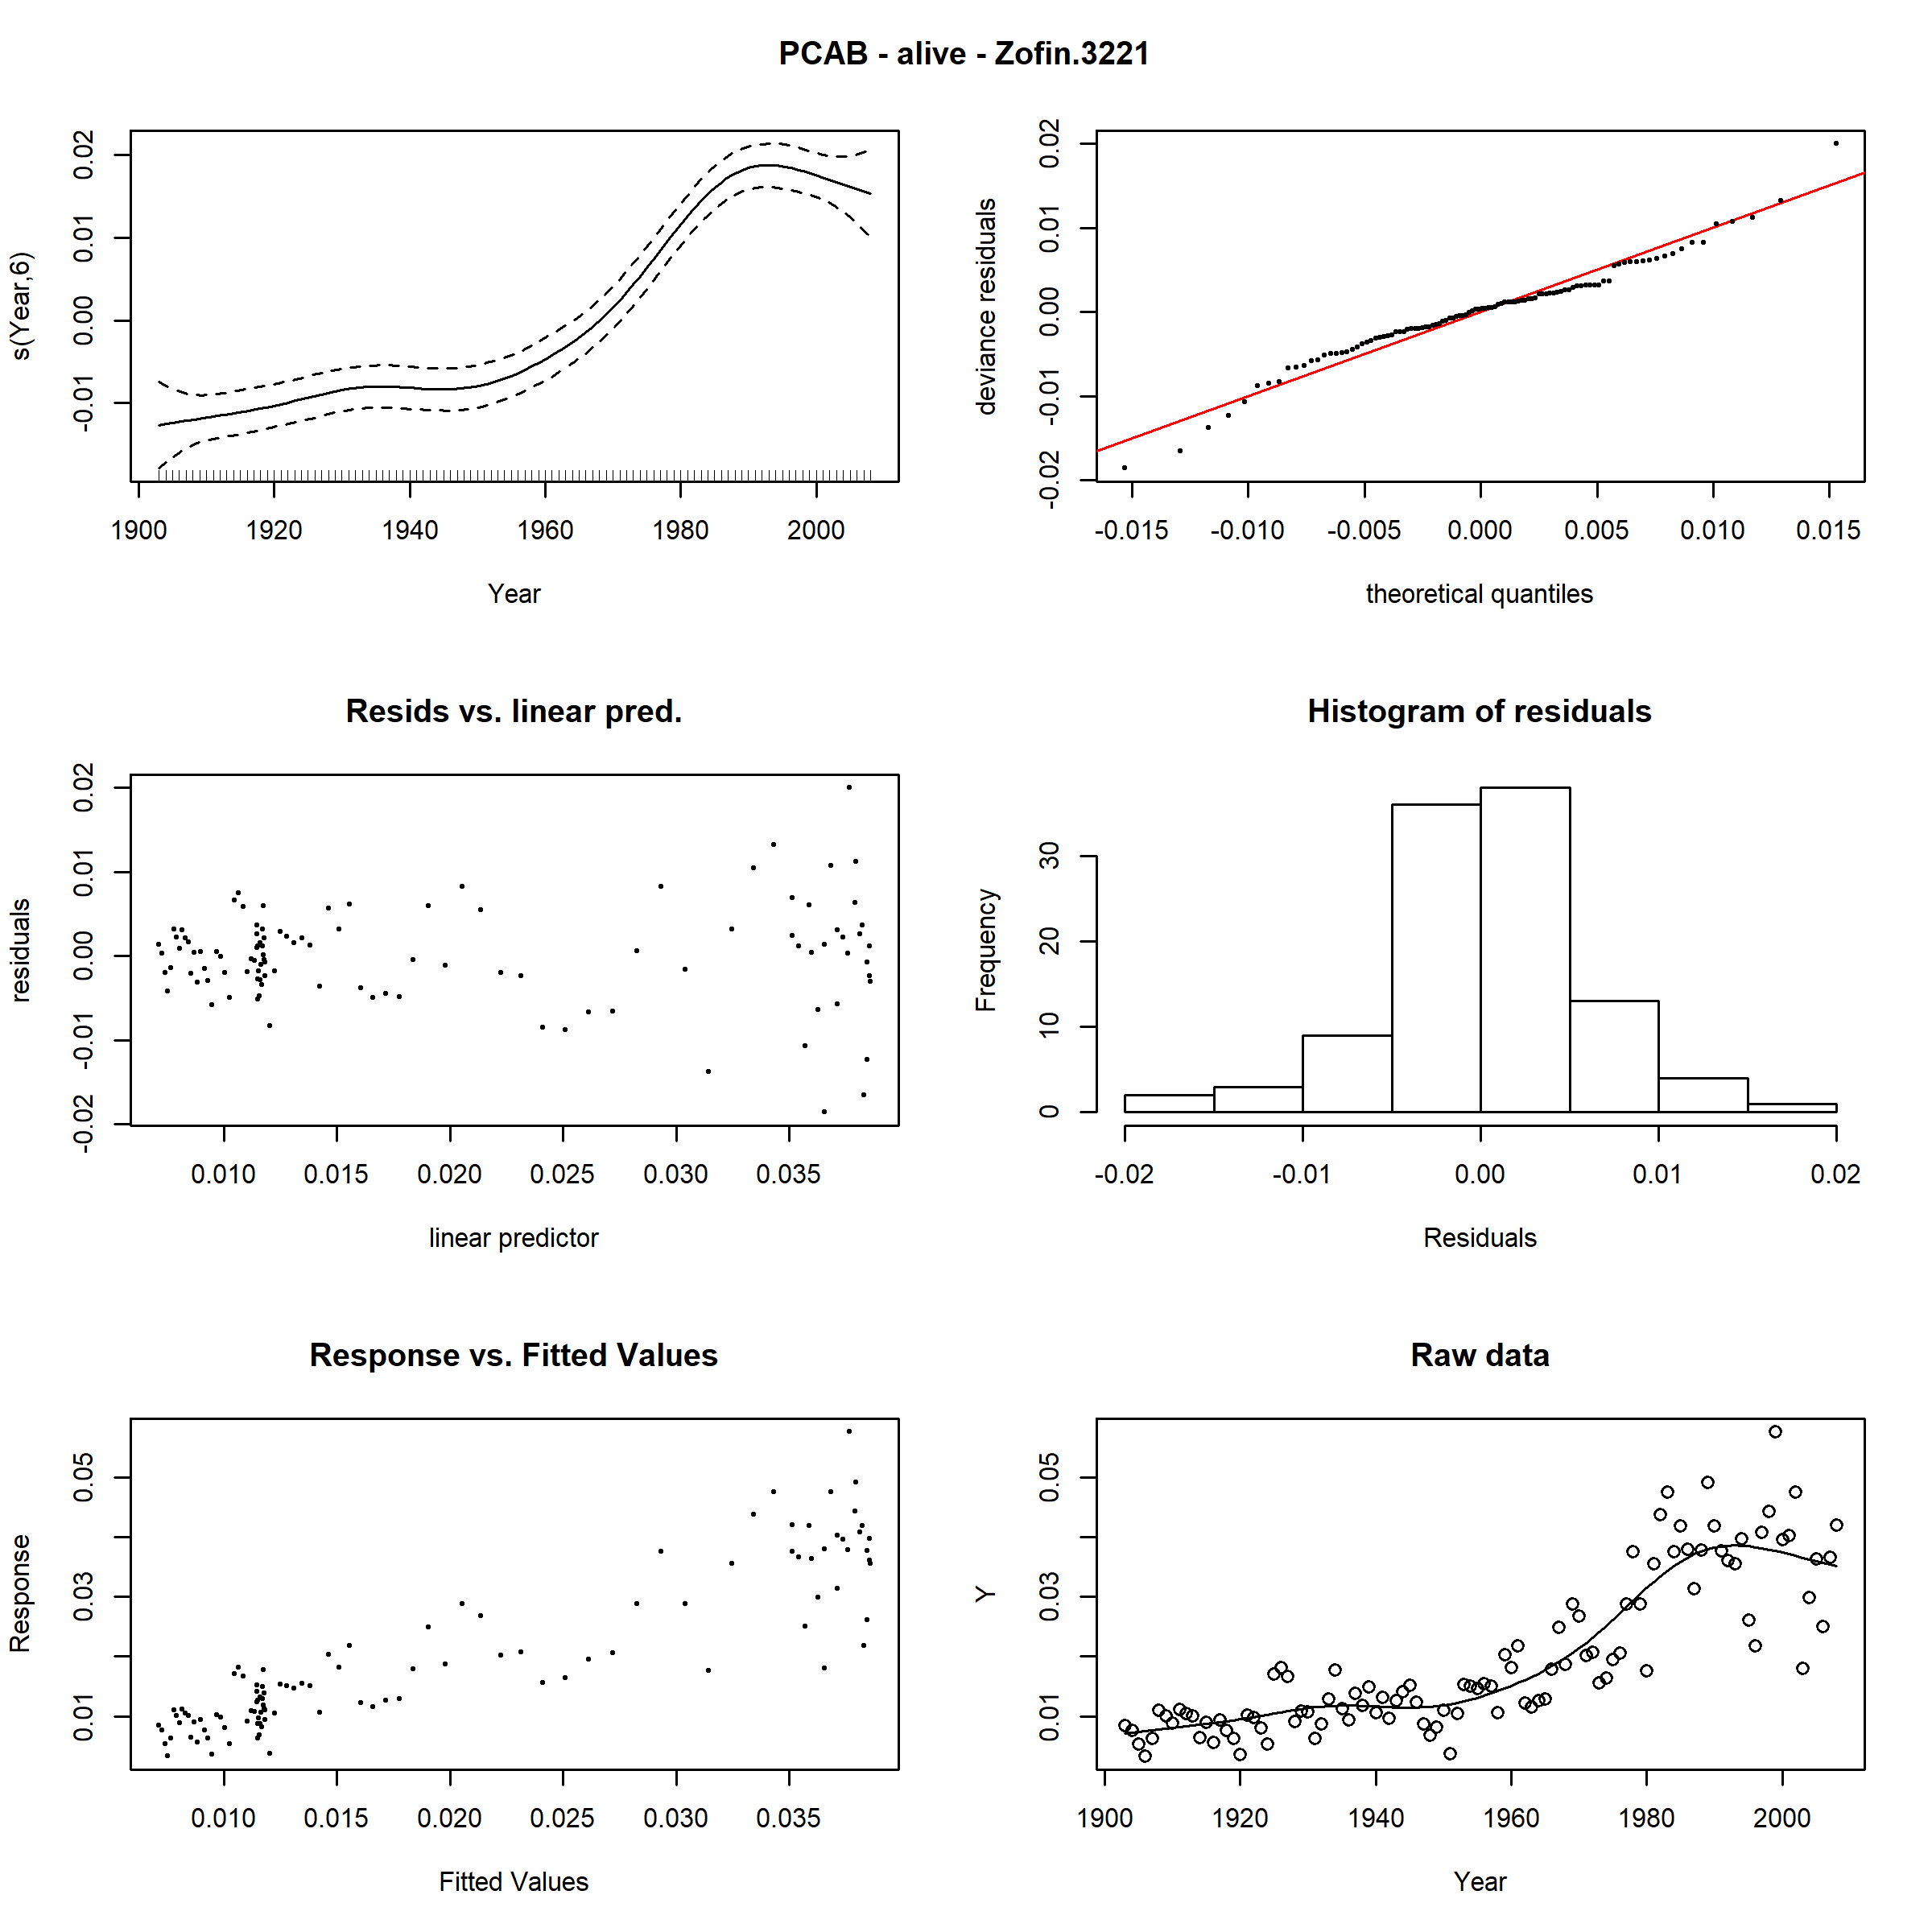 PCAB - alive - Zofin.3221
s(Year,6)
-0.01 0.00 0.01 0.02
1900 1920 1940 1960 1980 2000
Year
deviance residuals
-0.02 -0.01 0.00 0.01 0.02
-0.015 -0.010 -0.005 0.000 0.005 0.010 0.015
theoretical quantiles
Resids vs. linear pred.
residuals
-0.02 -0.01 0.00 0.01 0.02
0.010 0.015 0.020 0.025 0.030 0.035
linear predictor
Histogram of residuals
Frequency
0 10 20 30
-0.02 -0.01 0.00 0.01 0.02
Residuals
Response vs. Fitted Values
Response
0.01 0.03 0.05
0.010 0.015 0.020 0.025 0.030 0.035
Fitted Values
Raw data
Y
0.01 0.03 0.05
1900 1920 1940 1960 1980 2000
Year